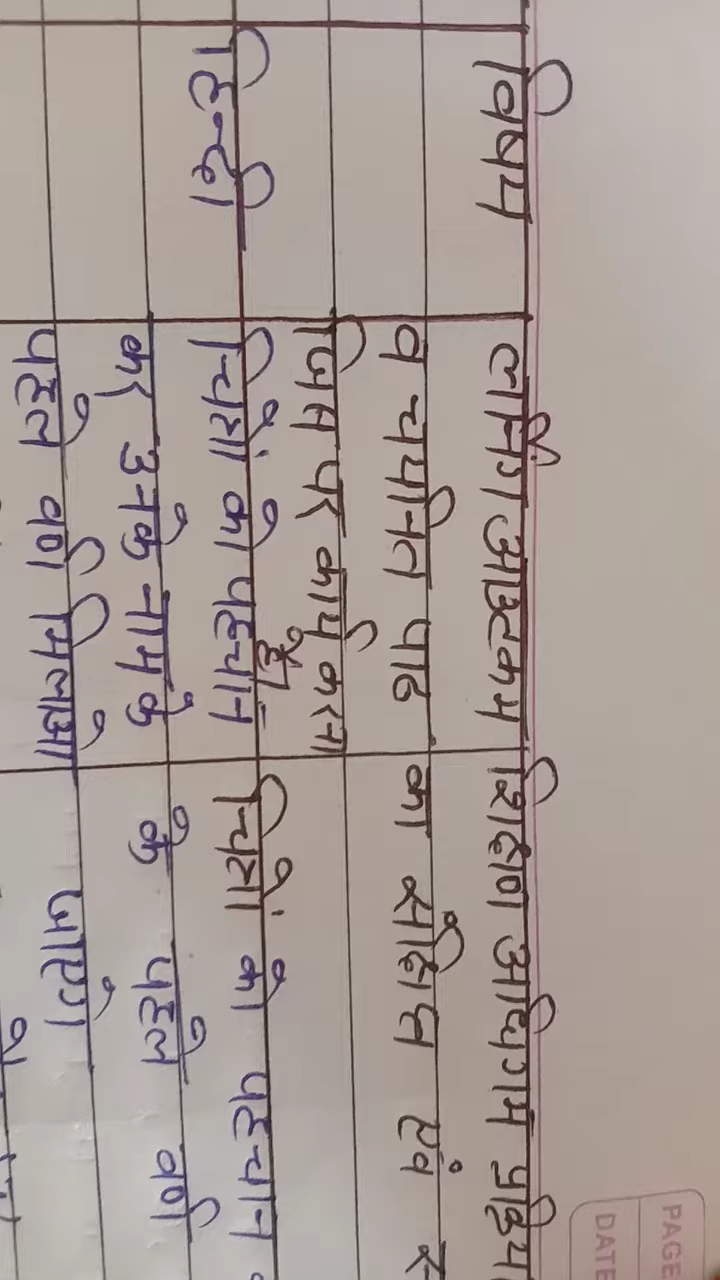 PAGE
DATE
विषय लर्निंग आउटकम शिक्षण अधिगम प्रक्रिया
व चयनित पाठ का संक्षिप्त एवं
जिस पर कार्य करना
है।
हिन्दी चित्रों को पहचान चित्रों को पहचान
कर उनके नाम के के पहले वर्ण
पहले वर्ण मिलाओ जाएंगे